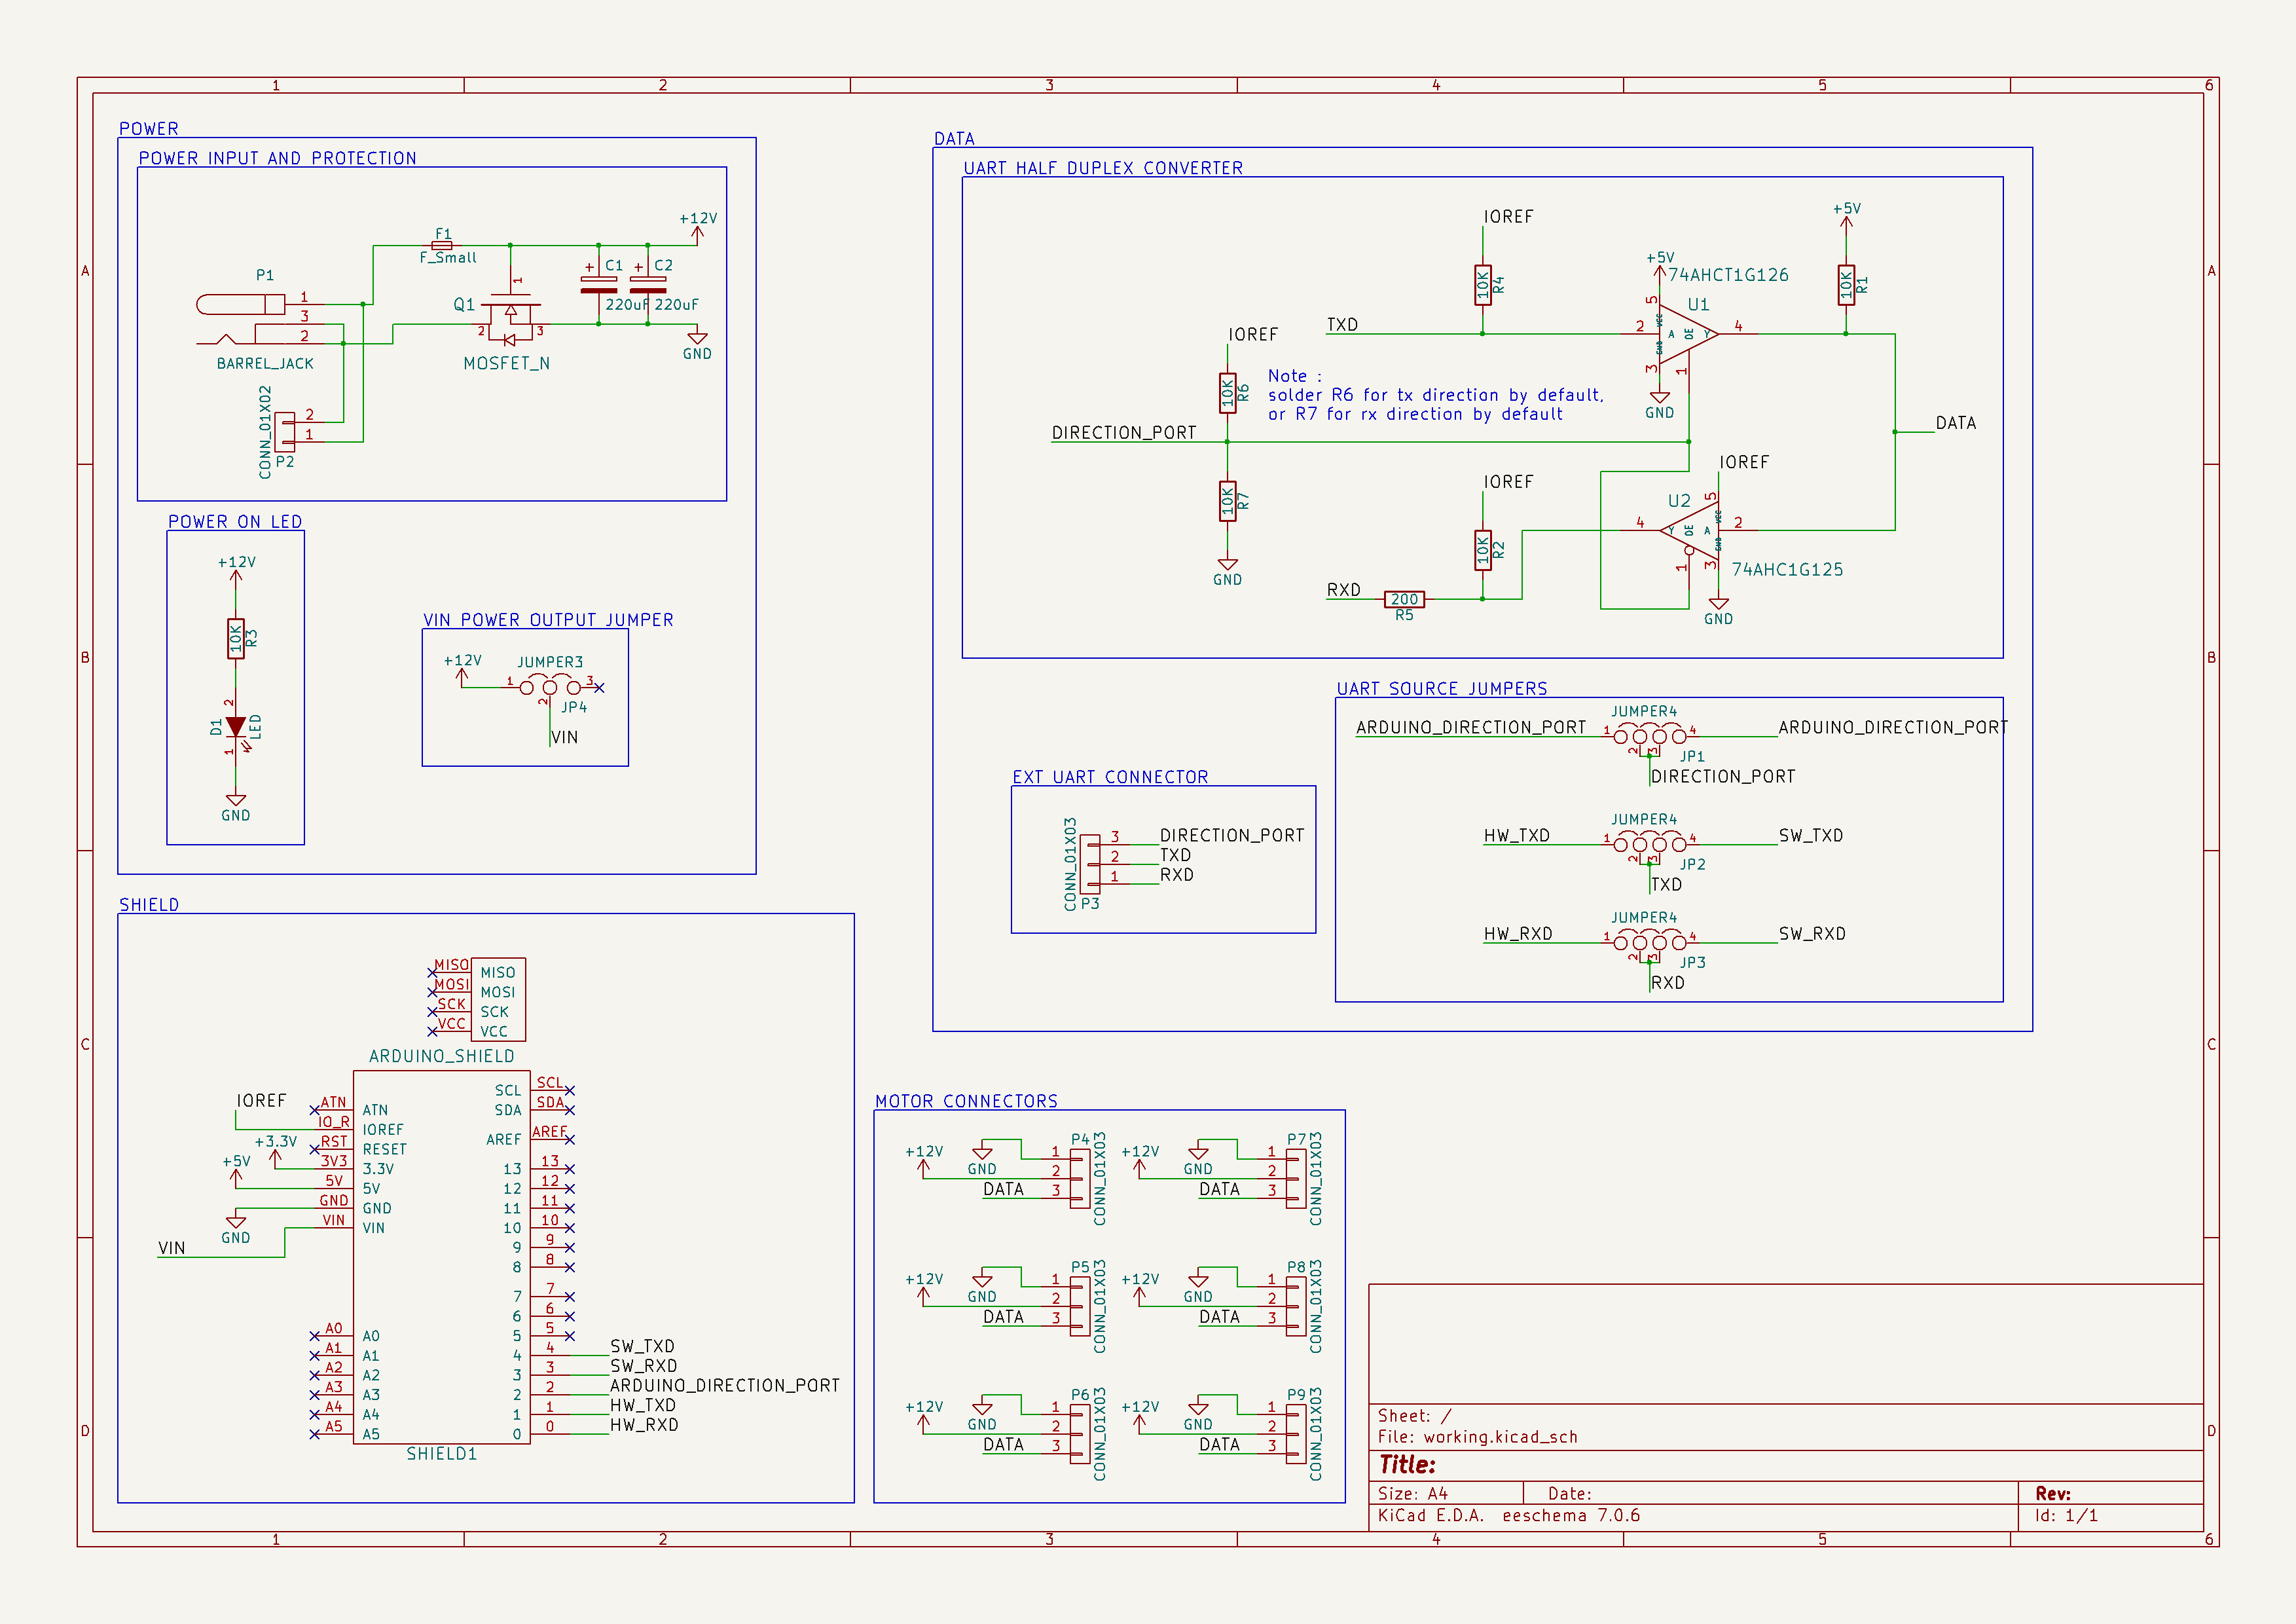 1 2 3 4 5 6
A
B
C
D
A
B
C
D
1 2 3 4 5 6
POWER
POWER INPUT AND PROTECTION
P1
1
3
2
BARREL_JACK
CONN_01X02
2
1
P2
F1
F_Small
Q1
1
2
3
MOSFET_N
C1
220uF
C2
220uF
+12V
GND
POWER ON LED
+12V
10K
R3
2
D1
LED
1
GND
VIN POWER OUTPUT JUMPER
+12V
JUMPER3
1
2
3
JP4
VIN
SHIELD
MISO MISO
MOSI MOSI
SCK SCK
VCC VCC
ARDUINO_SHIELD
IOREF
+3.3V
+5V
GND
VIN
ATN ATN
IO_R IOREF
RST RESET
3V3 3.3V
5V 5V
GND GND
VIN VIN
A0 A0
A1 A1
A2 A2
A3 A3
A4 A4
A5 A5
SCL SCL
SDA SDA
AREF AREF
13 13
12 12
11 11
10 10
9 9
8 8
7 7
6 6
5 5
4 4 SW_TXD
3 3 SW_RXD
2 2 ARDUINO_DIRECTION_PORT
1 1 HW_TXD
0 0 HW_RXD
SHIELD1
DATA
UART HALF DUPLEX CONVERTER
IOREF
10K
R4
TXD
+5V
74AHCT1G126
U1
5
VCC
2
A
OE
Y
4
GND
3
1
GND
+5V
10K
R1
DATA
IOREF
10K
R6
Note :
solder R6 for tx direction by default,
or R7 for rx direction by default
DIRECTION_PORT
10K
R7
GND
IOREF
10K
R2
RXD
200
R5
IOREF
U2
5
VCC
4
Y
OE
A
2
GND
1
3
74AHC1G125
GND
UART SOURCE JUMPERS
JUMPER4
ARDUINO_DIRECTION_PORT 1 4 ARDUINO_DIRECTION_PORT
2 3
JP1
DIRECTION_PORT
JUMPER4
HW_TXD 1 4 SW_TXD
2 3
JP2
TXD
JUMPER4
HW_RXD 1 4 SW_RXD
2 3
JP3
RXD
EXT UART CONNECTOR
CONN_01X03
3 DIRECTION_PORT
2 TXD
1 RXD
P3
MOTOR CONNECTORS
+12V
GND
DATA
1
2
3
P4
CONN_01X03
+12V
GND
DATA
1
2
3
P7
CONN_01X03
+12V
GND
DATA
1
2
3
P5
CONN_01X03
+12V
GND
DATA
1
2
3
P8
CONN_01X03
+12V
GND
DATA
1
2
3
P6
CONN_01X03
+12V
GND
DATA
1
2
3
P9
CONN_01X03
Sheet: /
File: working.kicad_sch
Title:
Size: A4 Date: Rev:
KiCad E.D.A. eeschema 7.0.6 Id: 1/1